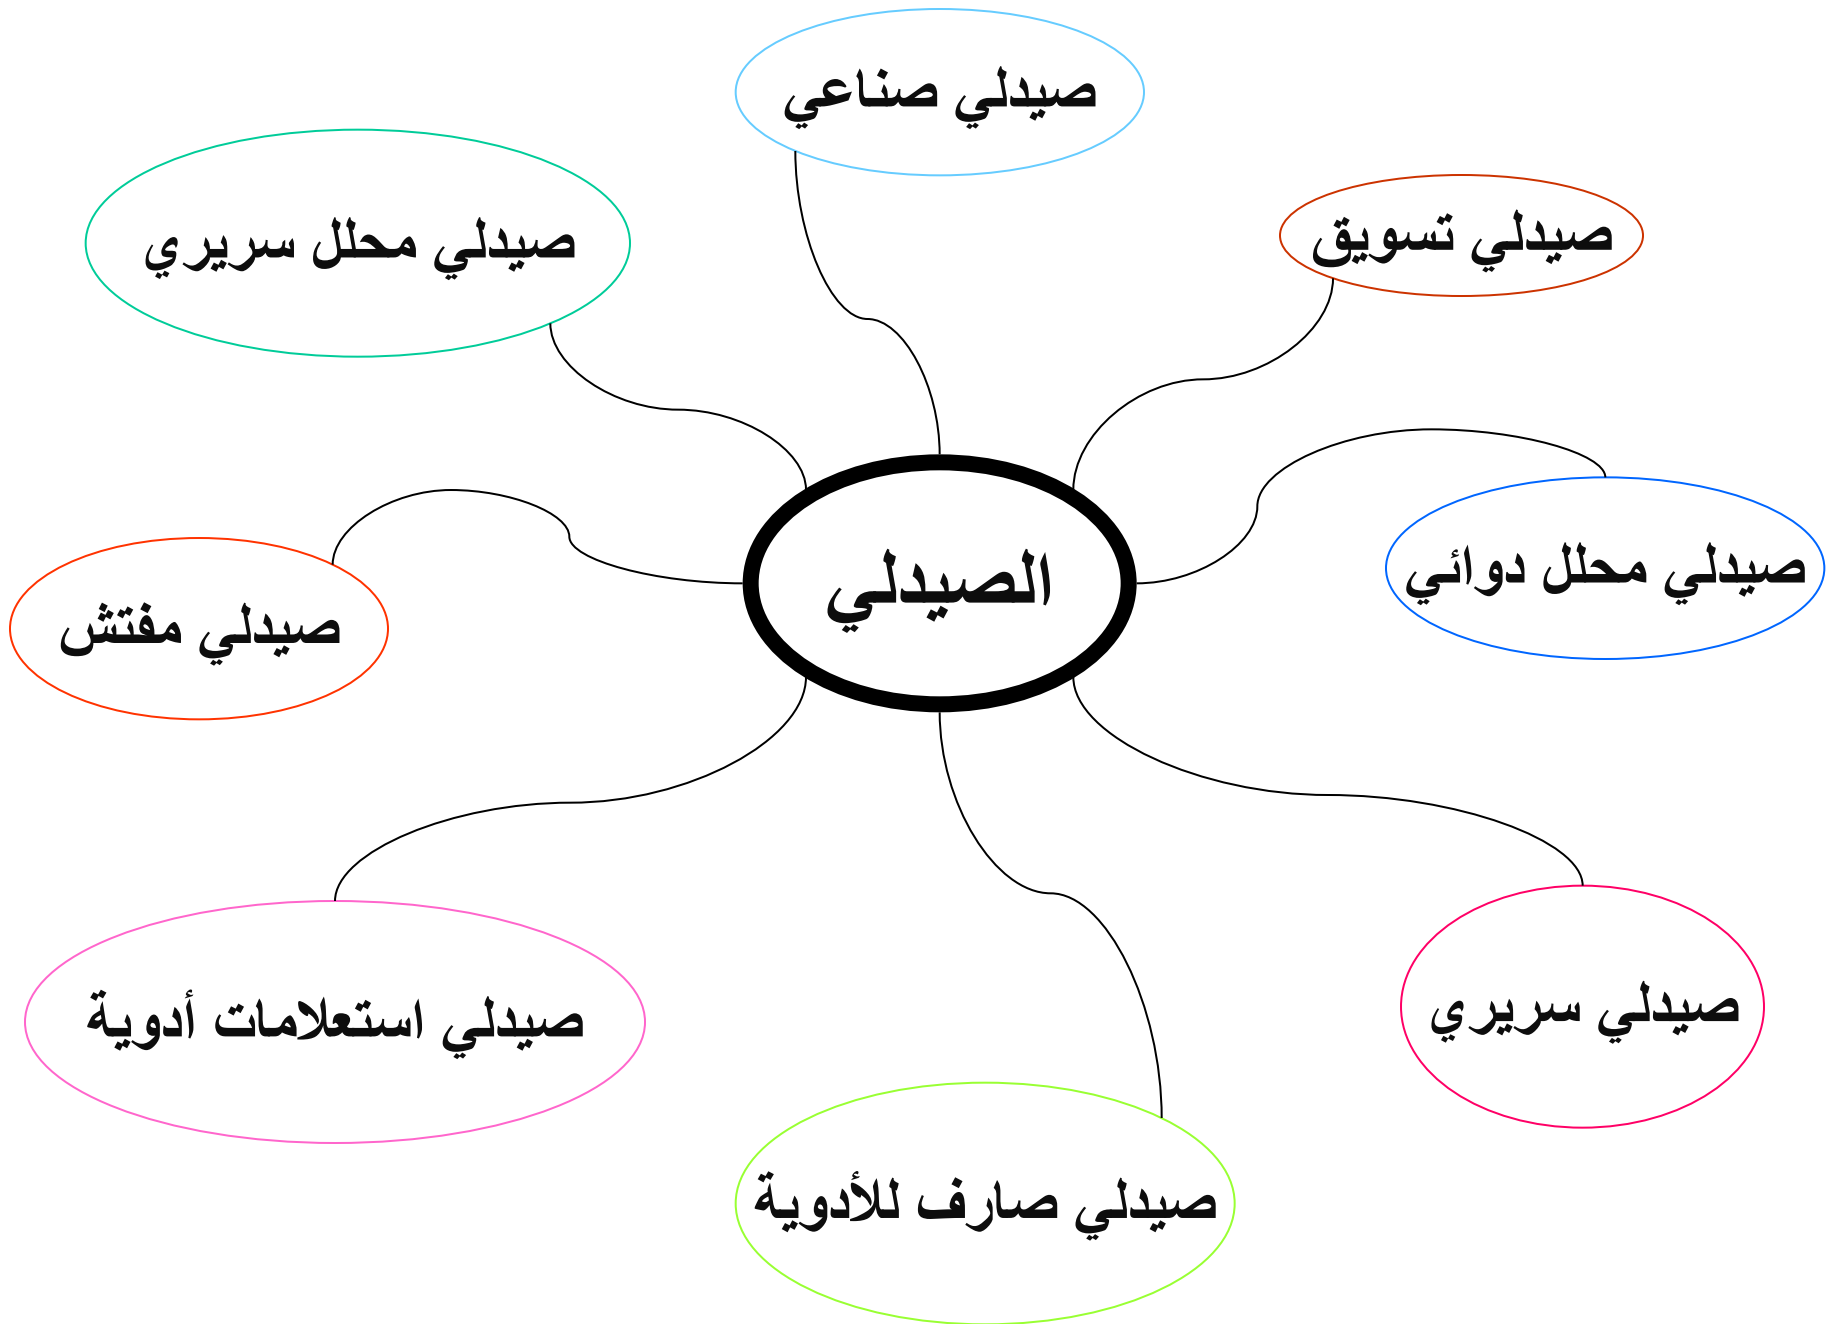 صيدلي صناعي
صيدلي تسويق
صيدلي محلل سريري
صيدلي محلل دوائي
الصيدلي
صيدلي مفتش
صيدلي سريري
صيدلي استعلامات أدوية
صيدلي صارف للأدوية